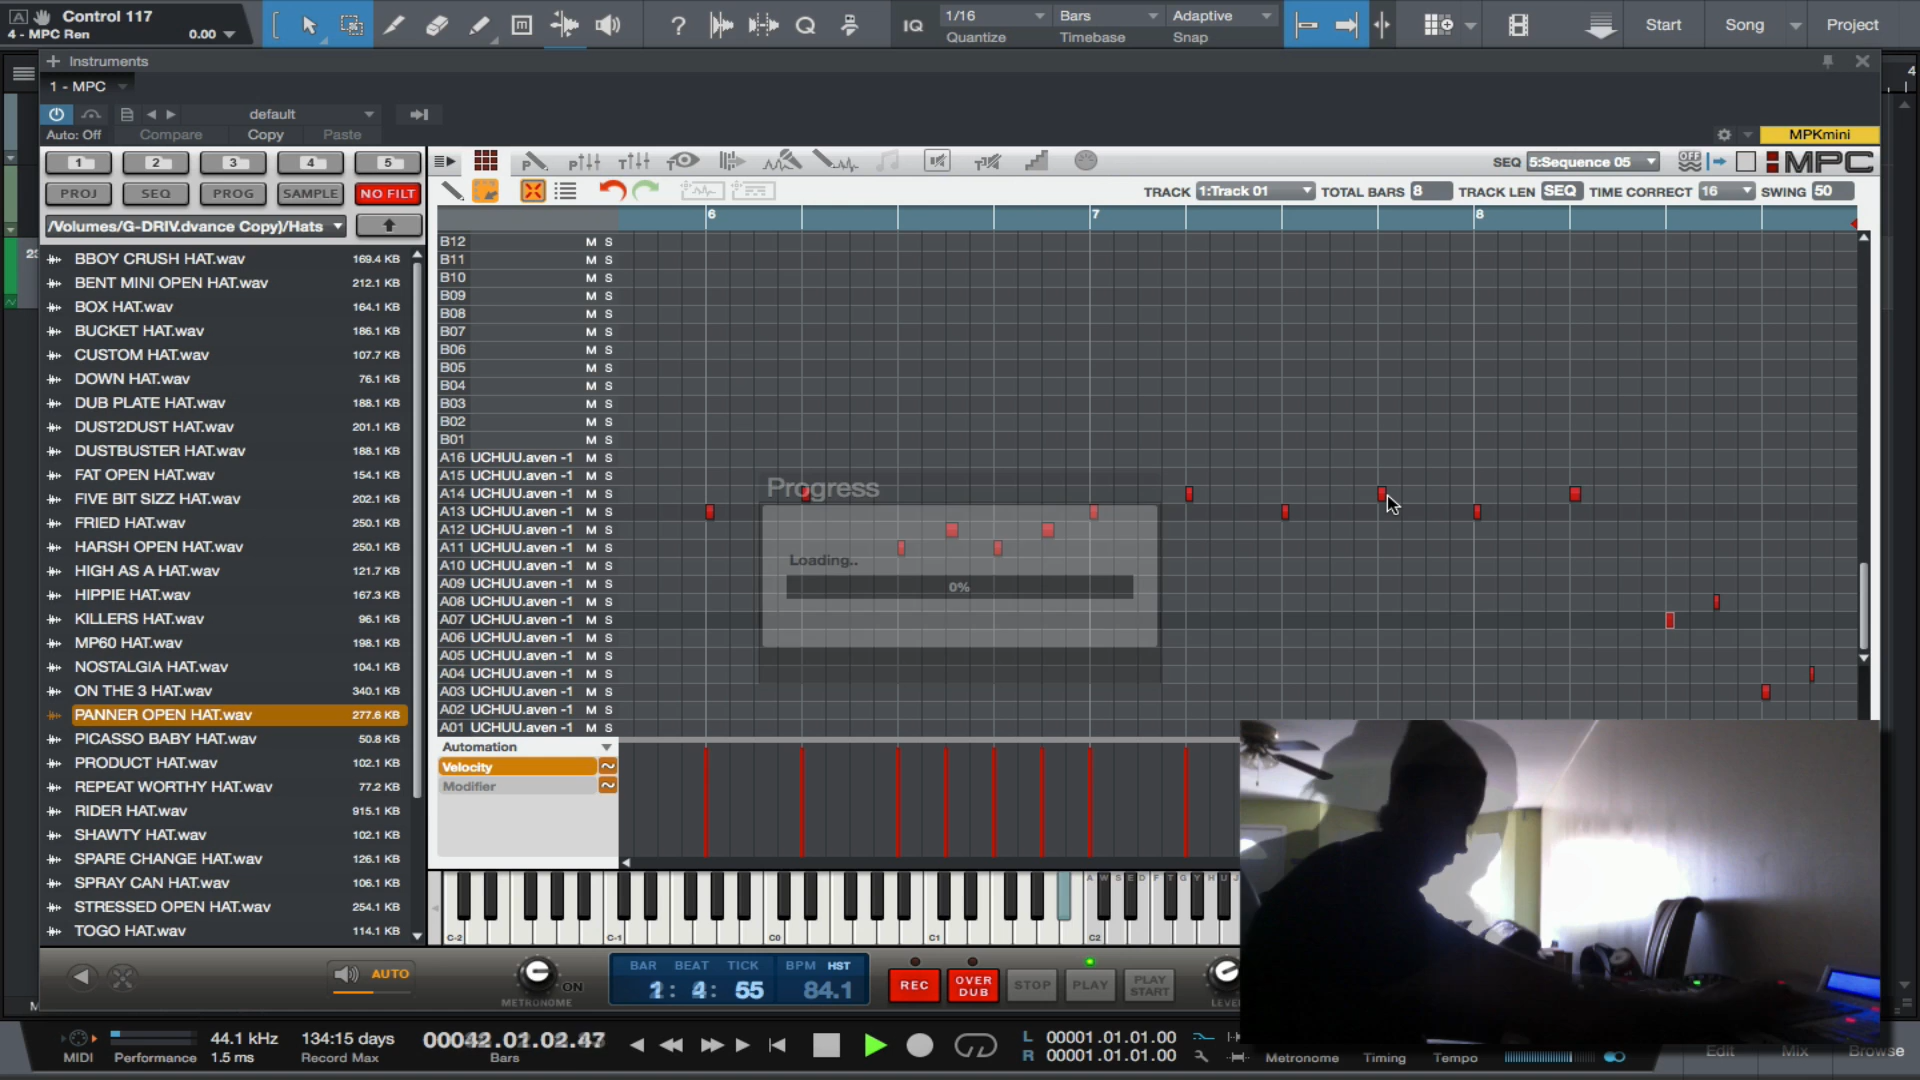 Control 117
4 - MPC Ren 0.00
IQ
1/16
Quantize
Bars
Timebase
Adaptive
Snap
Start
Song
Project
Instruments
1 - MPC
default
Auto: Off
Compare
Copy
Paste
MPKmini
1 2 3 4 5
PROJ SEQ PROG SAMPLE NO FILT
SEQ 5:Sequence 05
OFF
MPC
TRACK 1:Track 01 TOTAL BARS 8 TRACK LEN SEQ TIME CORRECT 16 SWING 50
/Volumes/G-DRIV.dvance Copy)/Hats
6 7 8
BBOY CRUSH HAT.wav 169.4 KB
BENT MINI OPEN HAT.wav 212.1 KB
BOX HAT.wav 164.1 KB
BUCKET HAT.wav 186.1 KB
CUSTOM HAT.wav 107.7 KB
DOWN HAT.wav 76.1 KB
DUB PLATE HAT.wav 188.1 KB
DUST2DUST HAT.wav 201.1 KB
DUSTBUSTER HAT.wav 188.1 KB
FAT OPEN HAT.wav 154.1 KB
FIVE BIT SIZZ HAT.wav 202.1 KB
FRIED HAT.wav 250.1 KB
HARSH OPEN HAT.wav 250.1 KB
HIGH AS A HAT.wav 121.7 KB
HIPPIE HAT.wav 167.3 KB
KILLERS HAT.wav 96.1 KB
MP60 HAT.wav 198.1 KB
NOSTALGIA HAT.wav 104.1 KB
ON THE 3 HAT.wav 340.1 KB
PANNER OPEN HAT.wav 277.6 KB
PICASSO BABY HAT.wav 50.8 KB
PRODUCT HAT.wav 102.1 KB
REPEAT WORTHY HAT.wav 77.2 KB
RIDER HAT.wav 915.1 KB
SHAWTY HAT.wav 102.1 KB
SPARE CHANGE HAT.wav 126.1 KB
SPRAY CAN HAT.wav 106.1 KB
STRESSED OPEN HAT.wav 254.1 KB
TOGO HAT.wav 114.1 KB
B12 M S
B11 M S
B10 M S
B09 M S
B08 M S
B07 M S
B06 M S
B05 M S
B04 M S
B03 M S
B02 M S
B01 M S
A16 UCHUU.aven -1 M S
A15 UCHUU.aven -1 M S
A14 UCHUU.aven -1 M S
A13 UCHUU.aven -1 M S
A12 UCHUU.aven -1 M S
A11 UCHUU.aven -1 M S
A10 UCHUU.aven -1 M S
A09 UCHUU.aven -1 M S
A08 UCHUU.aven -1 M S
A07 UCHUU.aven -1 M S
A06 UCHUU.aven -1 M S
A05 UCHUU.aven -1 M S
A04 UCHUU.aven -1 M S
A03 UCHUU.aven -1 M S
A02 UCHUU.aven -1 M S
A01 UCHUU.aven -1 M S
Progress
Loading..
0%
Automation
Velocity
Modifier
A W S E D F T G Y H U J
C-2 C-1 C0 C1 C2
AUTO
METRONOME
ON
BAR BEAT TICK BPM HST
1: 4: 55 84.1
REC
OVER DUB
STOP
PLAY
PLAY START
MIDI
Performance
44.1 kHz
1.5 ms
134:15 days
Record Max
00042.01.02.47
Bars
L 00001.01.01.00
R 00001.01.01.00
Metronome
Timing
Tempo
Edit
Mix
Browse